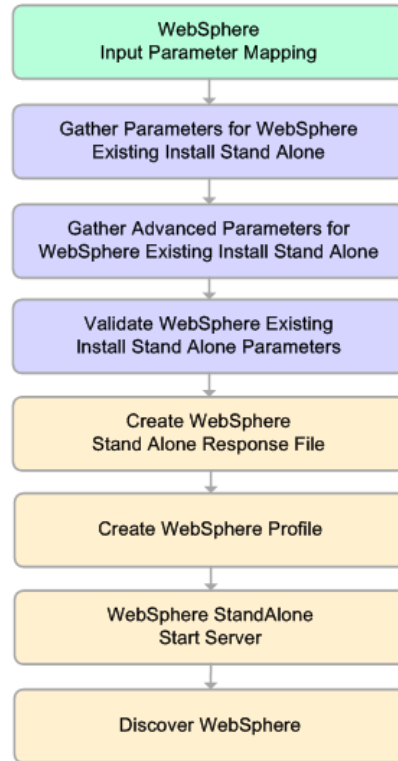 WebSphere
Input Parameter Mapping
Gather Parameters for WebSphere
Existing Install Stand Alone
Gather Advanced Parameters for
WebSphere Existing Install Stand Alone
Validate WebSphere Existing
Install Stand Alone Parameters
Create WebSphere
Stand Alone Response File
Create WebSphere Profile
WebSphere StandAlone
Start Server
Discover WebSphere